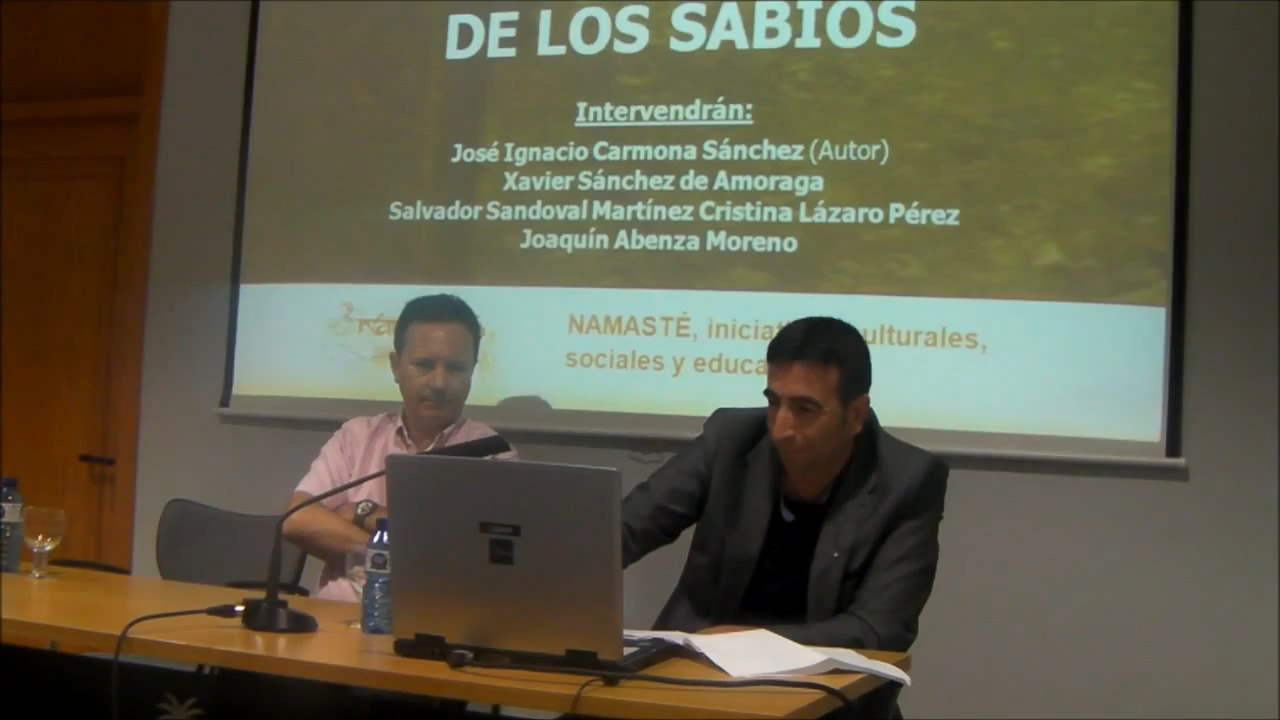 DE LOS SABIOS
Intervendrán:
José Ignacio Carmona Sánchez (Autor)
Xavier Sánchez de Amoraga
Salvador Sandoval Martínez Cristina Lázaro Pérez
Joaquín Abenza Moreno
NAMASTÉ, inicia ulturales,
sociales y educa